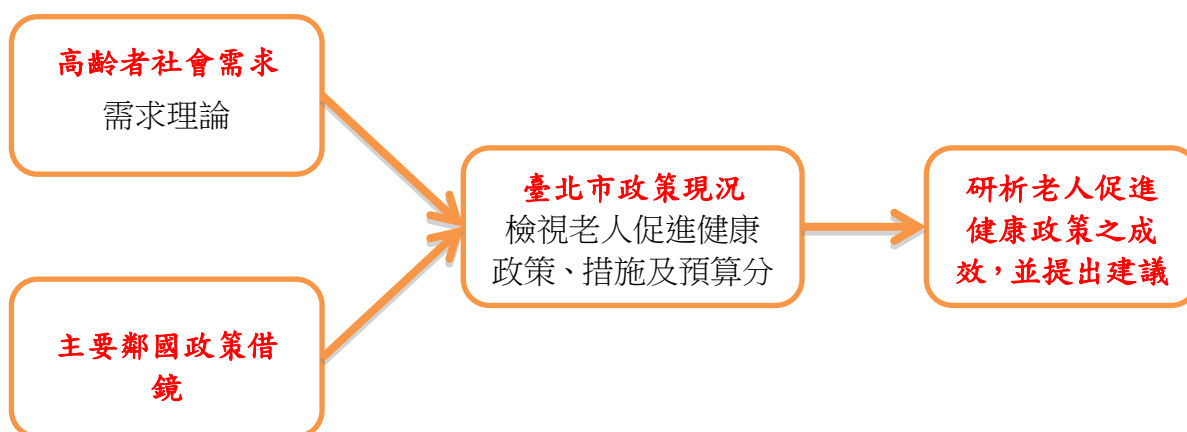 高齡者社會需求
需求理論
主要鄰國政策借
鏡
臺北市政策現況
檢視老人促進健康
政策、措施及預算分
研析老人促進
健康政策之成
效，並提出建議